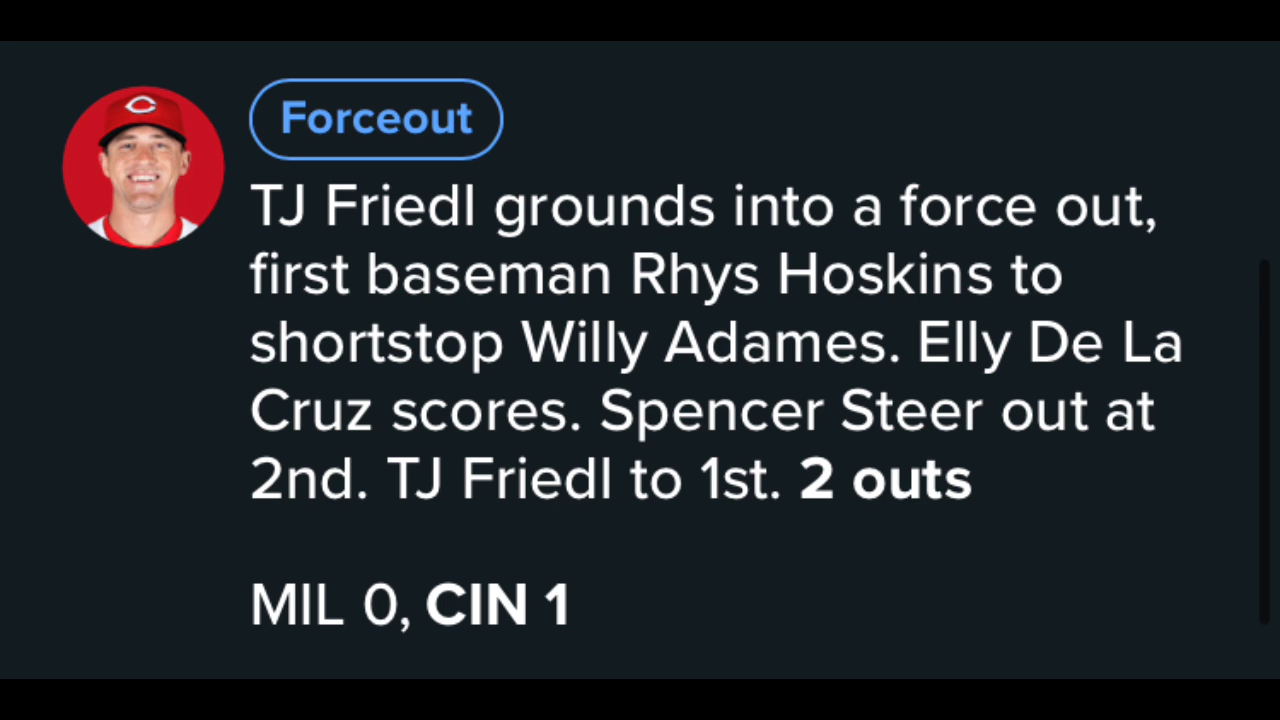 Forceout
TJ Friedl grounds into a force out,
first baseman Rhys Hoskins to
shortstop Willy Adames. Elly De La
Cruz scores. Spencer Steer out at
2nd. TJ Friedl to 1st. 2 outs
MIL 0, CIN 1